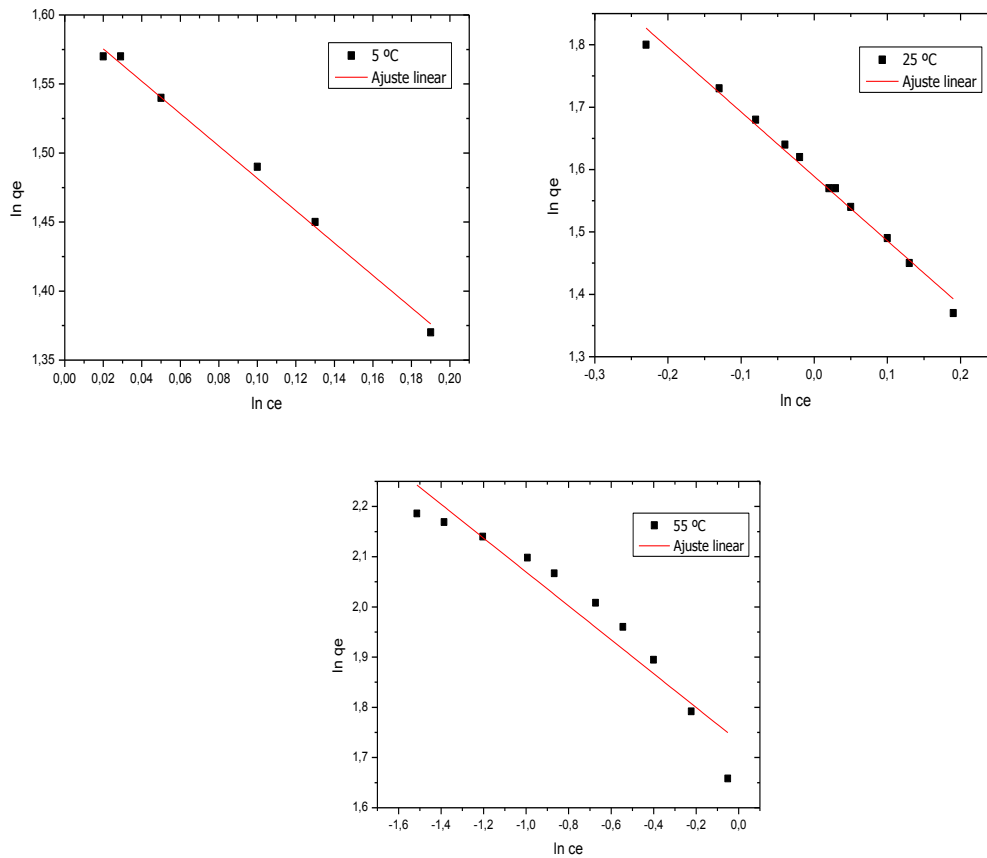 1,60
1,55
1,50
1,45
1,40
1,35
ln qe
5 ºC
Ajuste linear
0,00 0,02 0,04 0,06 0,08 0,10 0,12 0,14 0,16 0,18 0,20
ln ce
1,8
1,7
1,6
1,5
1,4
1,3
ln qe
25 ºC
Ajuste linear
-0,3 -0,2 -0,1 0,0 0,1 0,2
ln ce
2,2
2,1
2,0
1,9
1,8
1,7
1,6
ln qe
55 ºC
Ajuste linear
-1,6 -1,4 -1,2 -1,0 -0,8 -0,6 -0,4 -0,2 0,0
ln ce